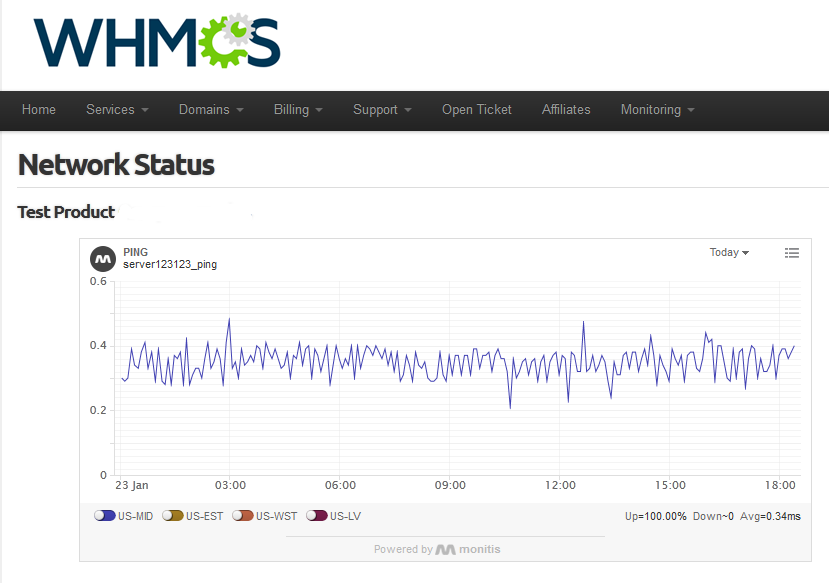 WHMCS
Home Services Domains Billing Support Open Ticket Affiliates Monitoring
Network Status
Test Product
PING
server123123_ping
Today
0.6
0.4
0.2
0
23 Jan 03:00 06:00 09:00 12:00 15:00 18:00
US-MID US-EST US-WST US-LV Up=100.00% Down~0 Avg=0.34ms
Powered by monitis